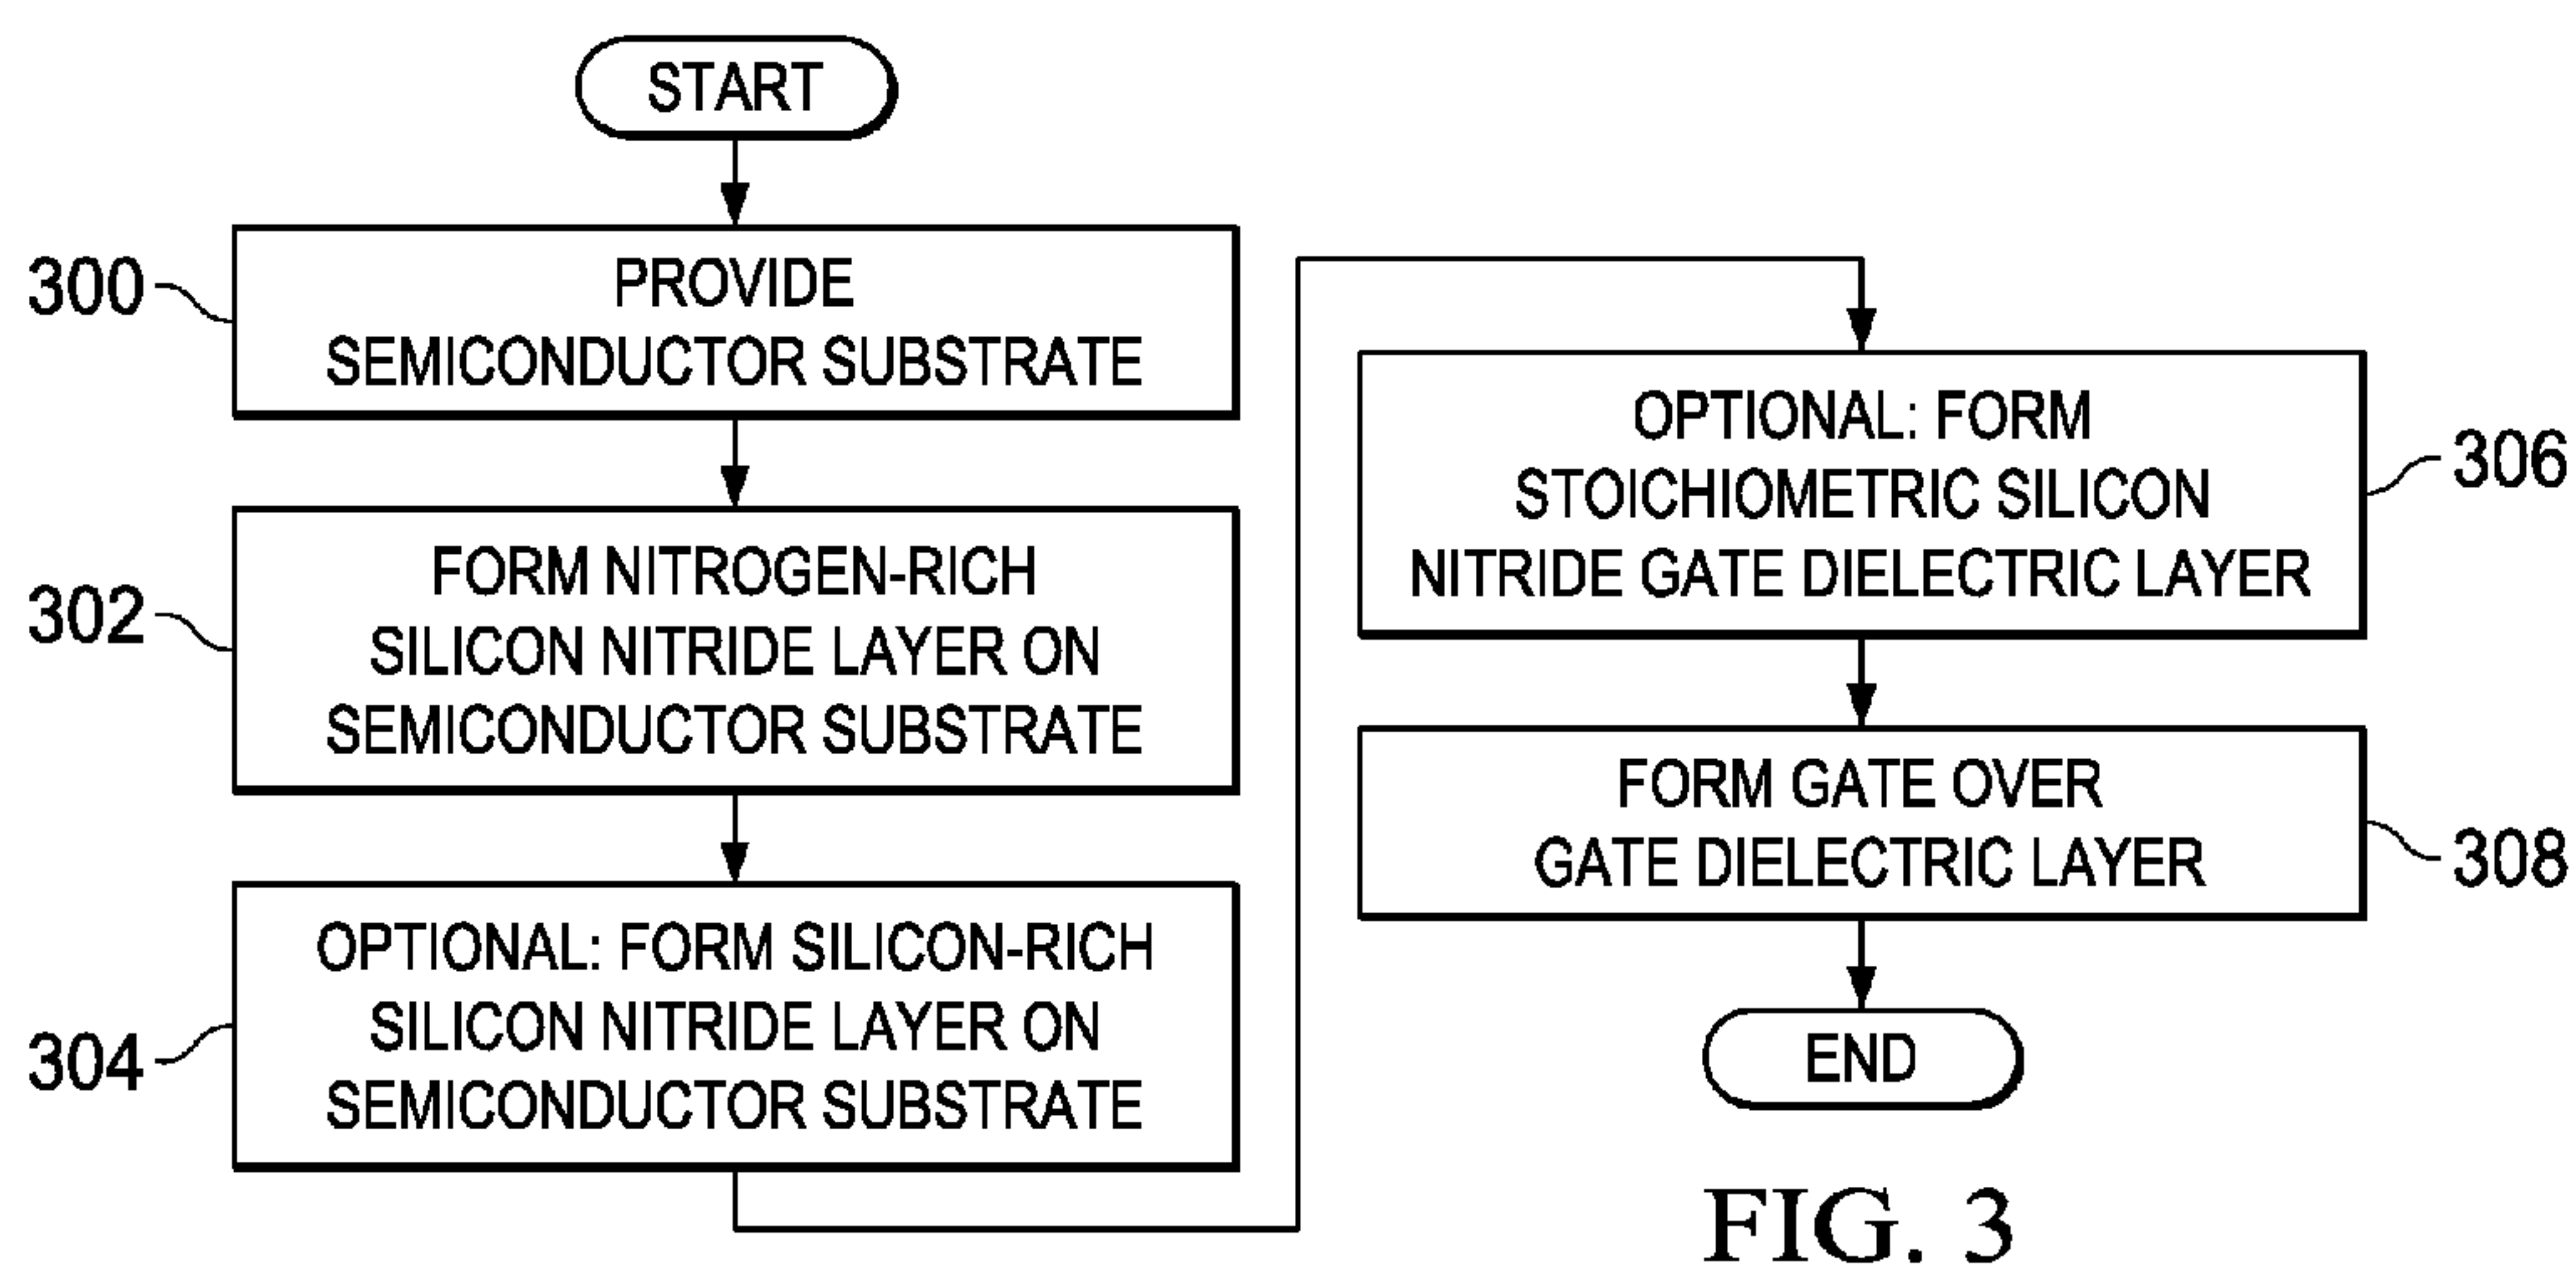 START
300
PROVIDE
SEMICONDUCTOR SUBSTRATE
302
FORM NITROGEN-RICH
SILICON NITRIDE LAYER ON
SEMICONDUCTOR SUBSTRATE
304
OPTIONAL: FORM SILICON-RICH
SILICON NITRIDE LAYER ON
SEMICONDUCTOR SUBSTRATE
OPTIONAL: FORM
STOICHIOMETRIC SILICON
NITRIDE GATE DIELECTRIC LAYER
306
FORM GATE OVER
GATE DIELECTRIC LAYER
308
END
FIG. 3